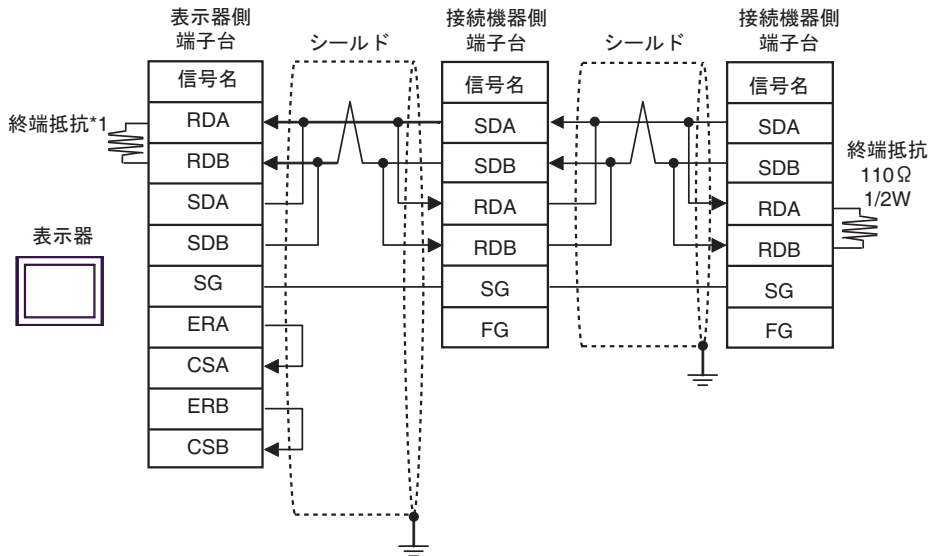 表示器側
端子台
シールド
接続機器側
端子台
シールド
接続機器側
端子台
信号名
RDA
RDB
SDA
SDB
SG
ERA
CSA
ERB
CSB
終端抵抗*1
表示器
信号名
SDA
SDB
RDA
RDB
SG
FG
信号名
SDA
SDB
RDA
RDB
SG
FG
終端抵抗
110Ω
1/2W